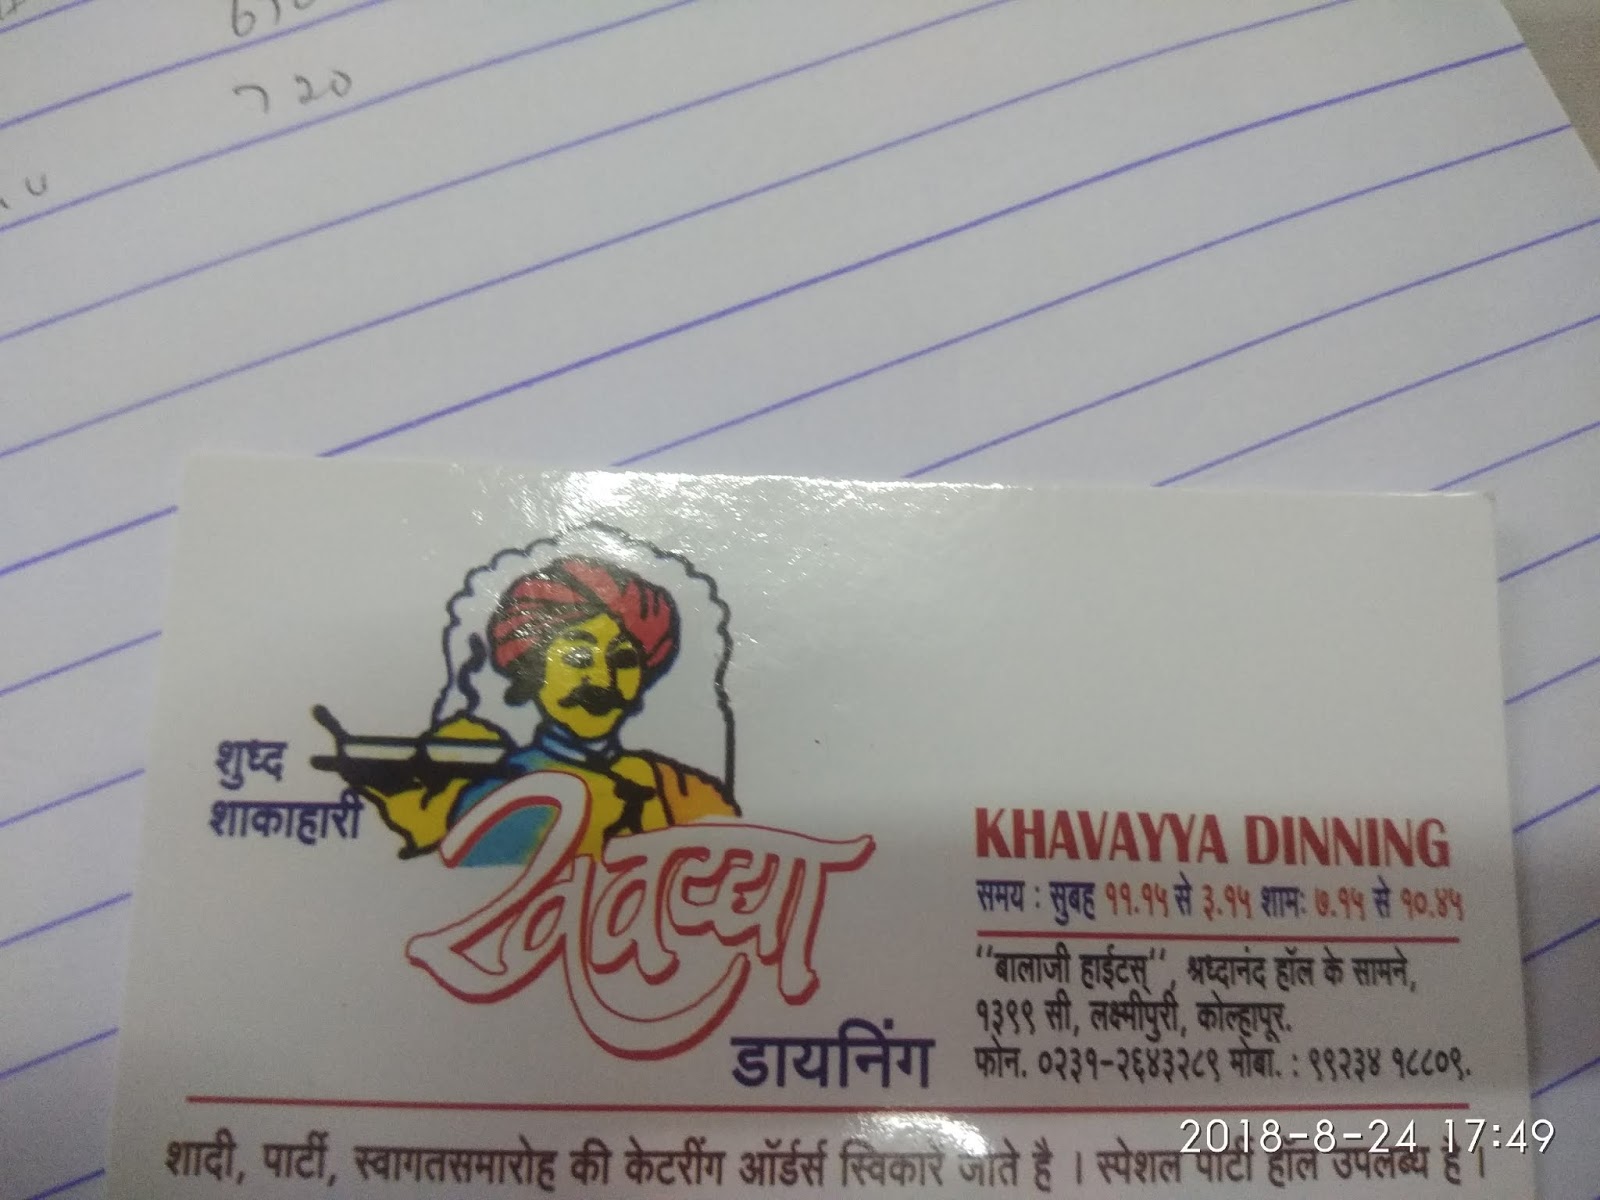 720
शुध्द
शाकाहारी
खवय्या
डायनिंग
KHAVAYYA DINNING
समय : सुबह ११.१५ से ३.१५ शामः ७.१५ से १०.४५
"बालाजी हाईटस्", श्रध्दानंद हॉल के सामने,
१३९९ सी, लक्ष्मीपुरी, कोल्हापूर.
फोन. ०२३१-२६४३२८९ मोबा. : ९९२३४ १८८०९.
शादी, पार्टी, स्वागतसमारोह की केटरींग ऑर्डर्स स्विकारें जाते है । स्पेशल पार्टी हॉल उपलब्ध है ।
2018-8-24 17:49